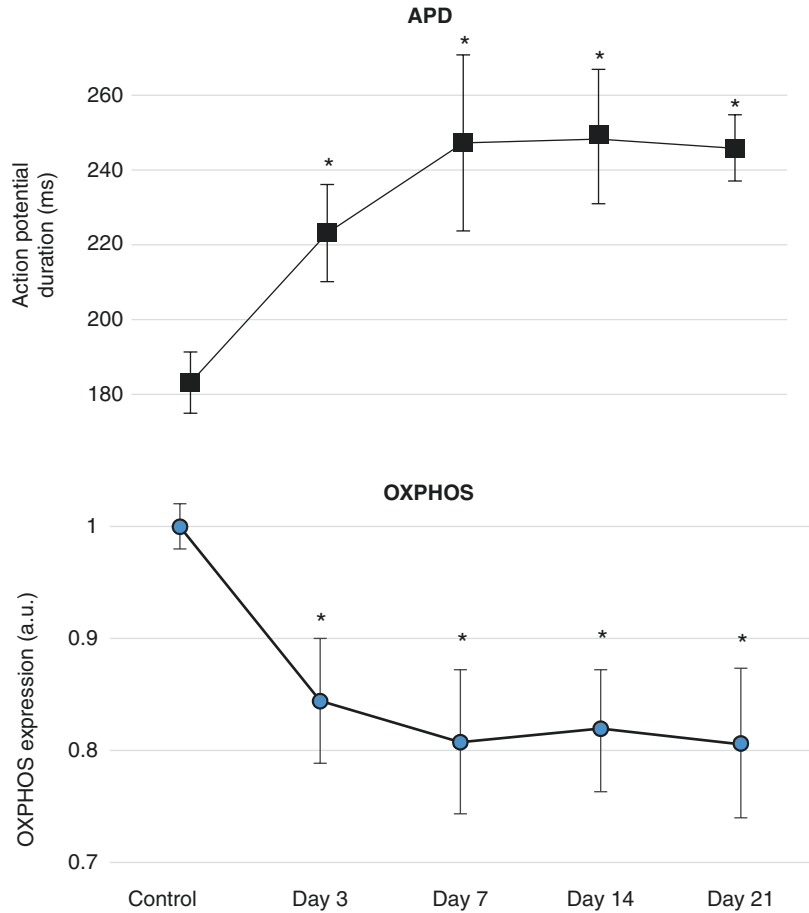 APD
*
*
*
*
260
240
220
200
180
Action potential
duration (ms)
OXPHOS
1
0.9
0.8
0.7
*
*
*
*
OXPHOS expression (a.u.)
Control
Day 3
Day 7
Day 14
Day 21